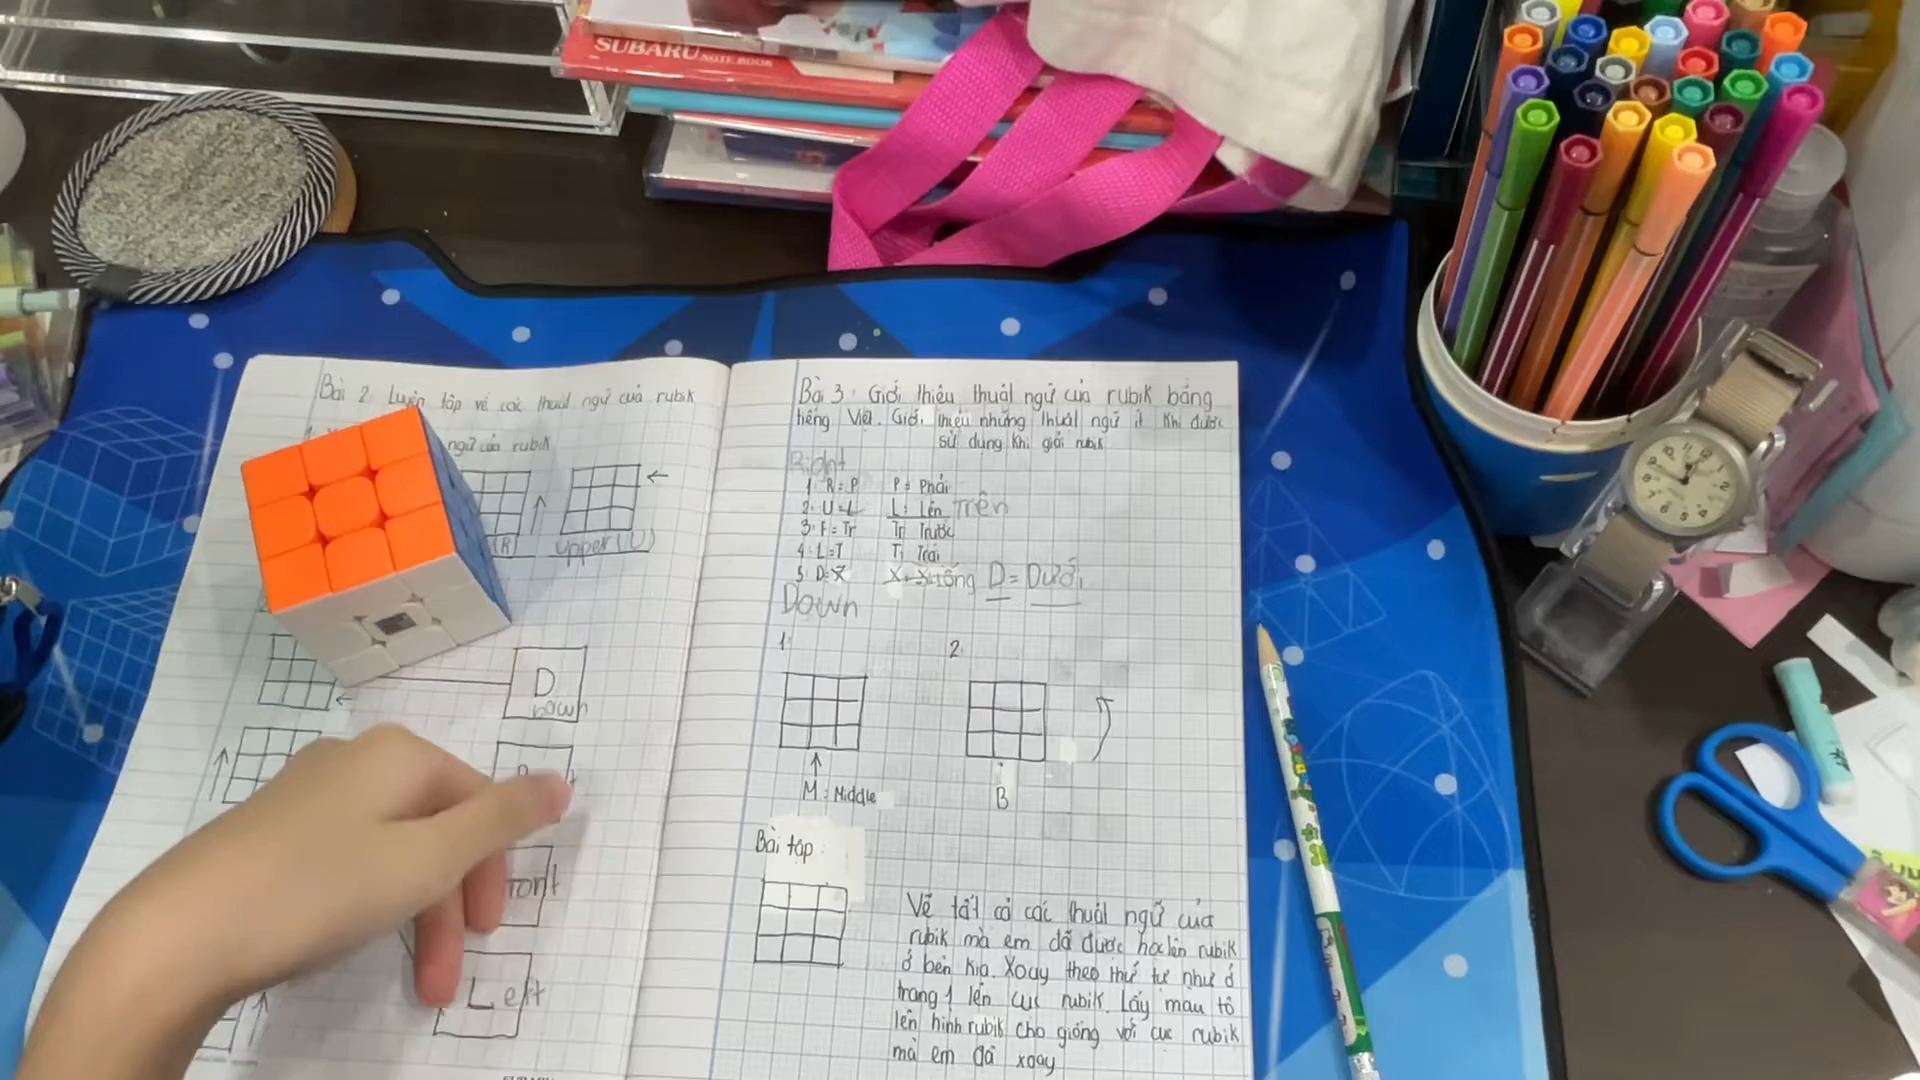 SUBARU NOTE BOOK
Bài 2: Luyện tập về các thuật ngữ của rubik
ngữ của rubik
(R)
Upper(U)
D
Down
ront
Left
Bài 3: Giới thiệu thuật ngữ của rubik bằng
tiếng Việt. Giới thiệu những thuật ngữ ít khi được
sử dụng khi giải rubik
Right
1. R = P P = Phải
2. U = L L: Lên Trên
3. F = Tr Tr Trước
4. L = T T: Trái
5. D = X X: Xuống D = Dưới
Down
1. 2.
M: Middle B
Bài tập:
Vẽ tất cả các thuật ngữ của
rubik mà em đã được học lên rubik
ở bên kia. Xoay theo thứ tự như ở
trang 1 lên cục rubik. Lấy màu tô
lên hình rubik cho giống với cục rubik
mà em đã xoay